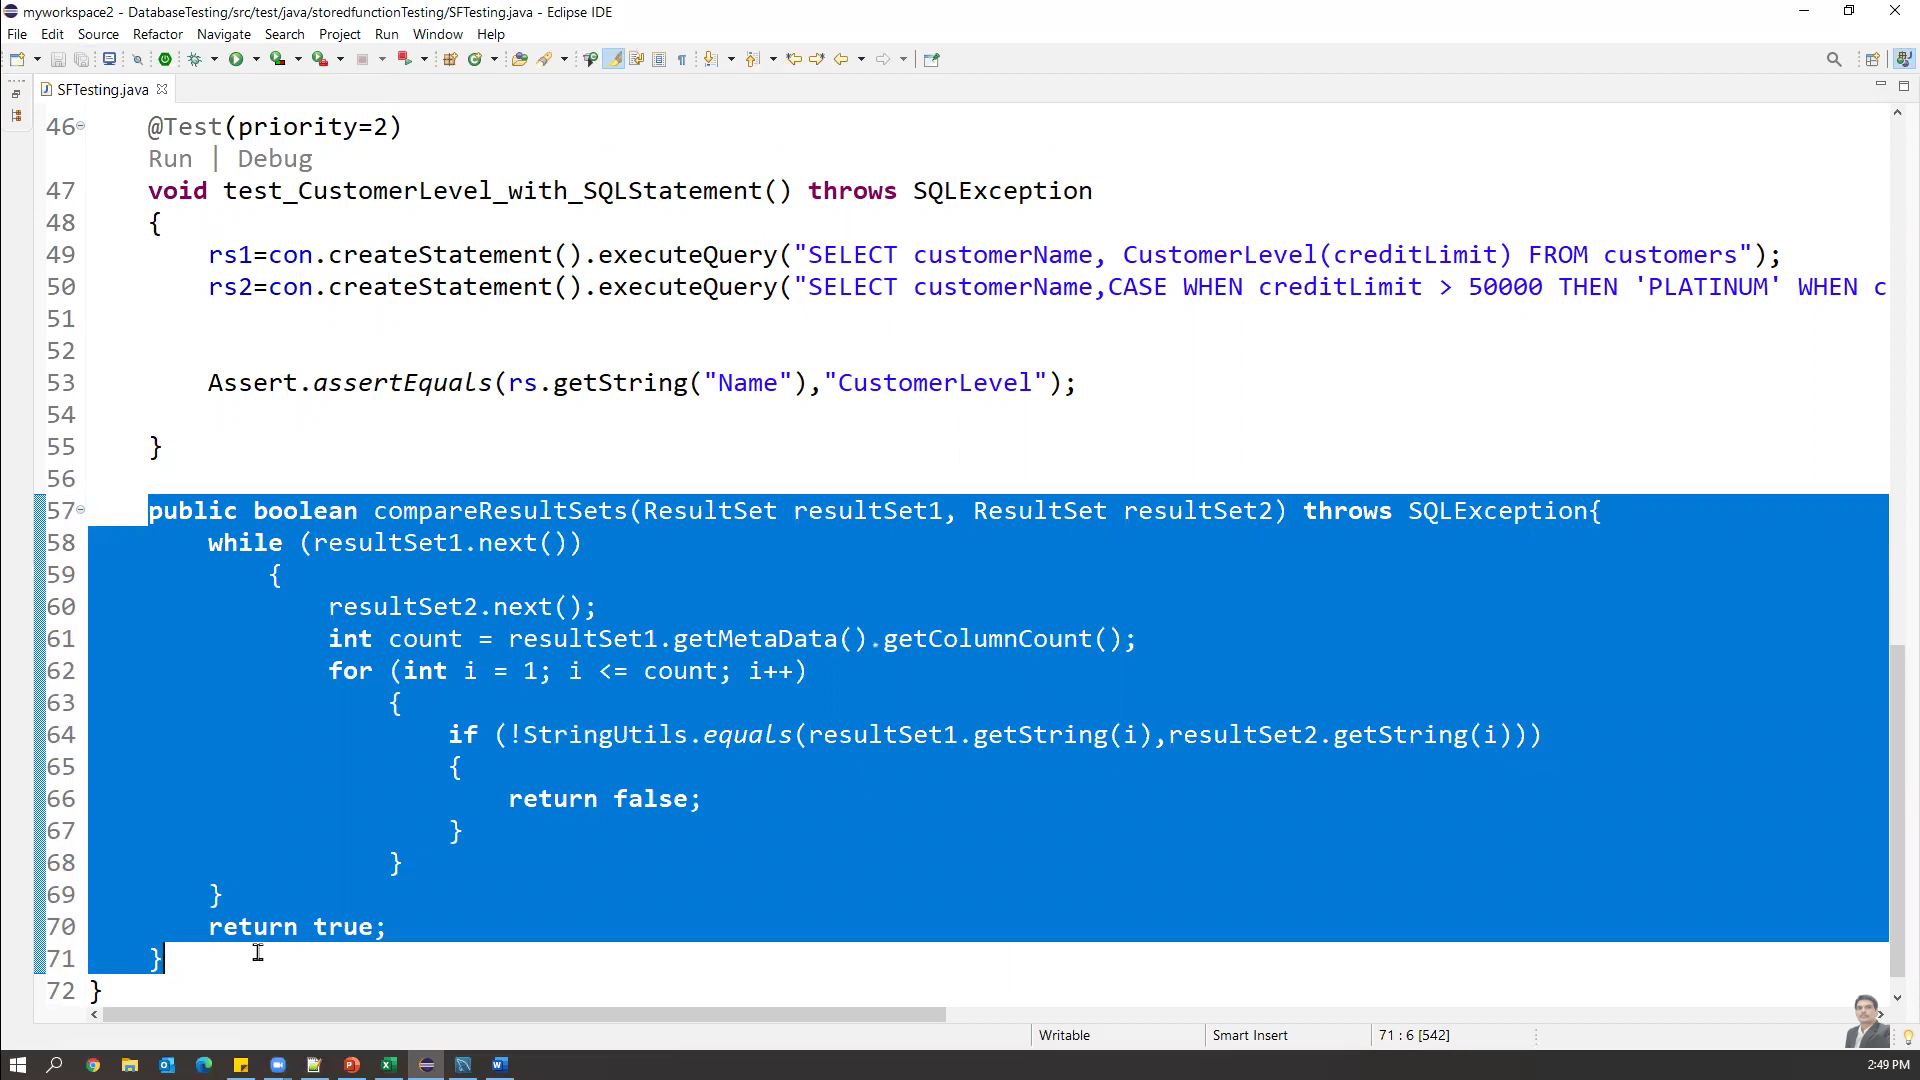 myworkspace2 - DatabaseTesting/src/test/java/storedfunctionTesting/SFTesting.java - Eclipse IDE
File Edit Source Refactor Navigate Search Project Run Window Help
SFTesting.java
46 @Test(priority=2)
Run | Debug
47 void test_CustomerLevel_with_SQLStatement() throws SQLException
48 {
49 rs1=con.createStatement().executeQuery("SELECT customerName, CustomerLevel(creditLimit) FROM customers");
50 rs2=con.createStatement().executeQuery("SELECT customerName,CASE WHEN creditLimit > 50000 THEN 'PLATINUM' WHEN c
51
52
53 Assert.assertEquals(rs.getString("Name"),"CustomerLevel");
54
55 }
56
57 public boolean compareResultSets(ResultSet resultSet1, ResultSet resultSet2) throws SQLException{
58 while (resultSet1.next())
59 {
60 resultSet2.next();
61 int count = resultSet1.getMetaData().getColumnCount();
62 for (int i = 1; i <= count; i++)
63 {
64 if (!StringUtils.equals(resultSet1.getString(i),resultSet2.getString(i)))
65 {
66 return false;
67 }
68 }
69 }
70 return true;
71 }
72 }
Writable Smart Insert 71 : 6 [542]
2:49 PM